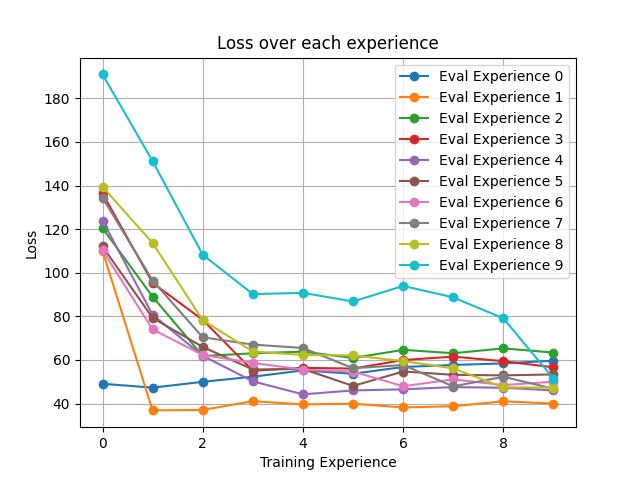 Loss over each experience
Eval Experience 0
Eval Experience 1
Eval Experience 2
Eval Experience 3
Eval Experience 4
Eval Experience 5
Eval Experience 6
Eval Experience 7
Eval Experience 8
Eval Experience 9
180
160
140
120
100
80
60
40
Loss
0 2 4 6 8
Training Experience